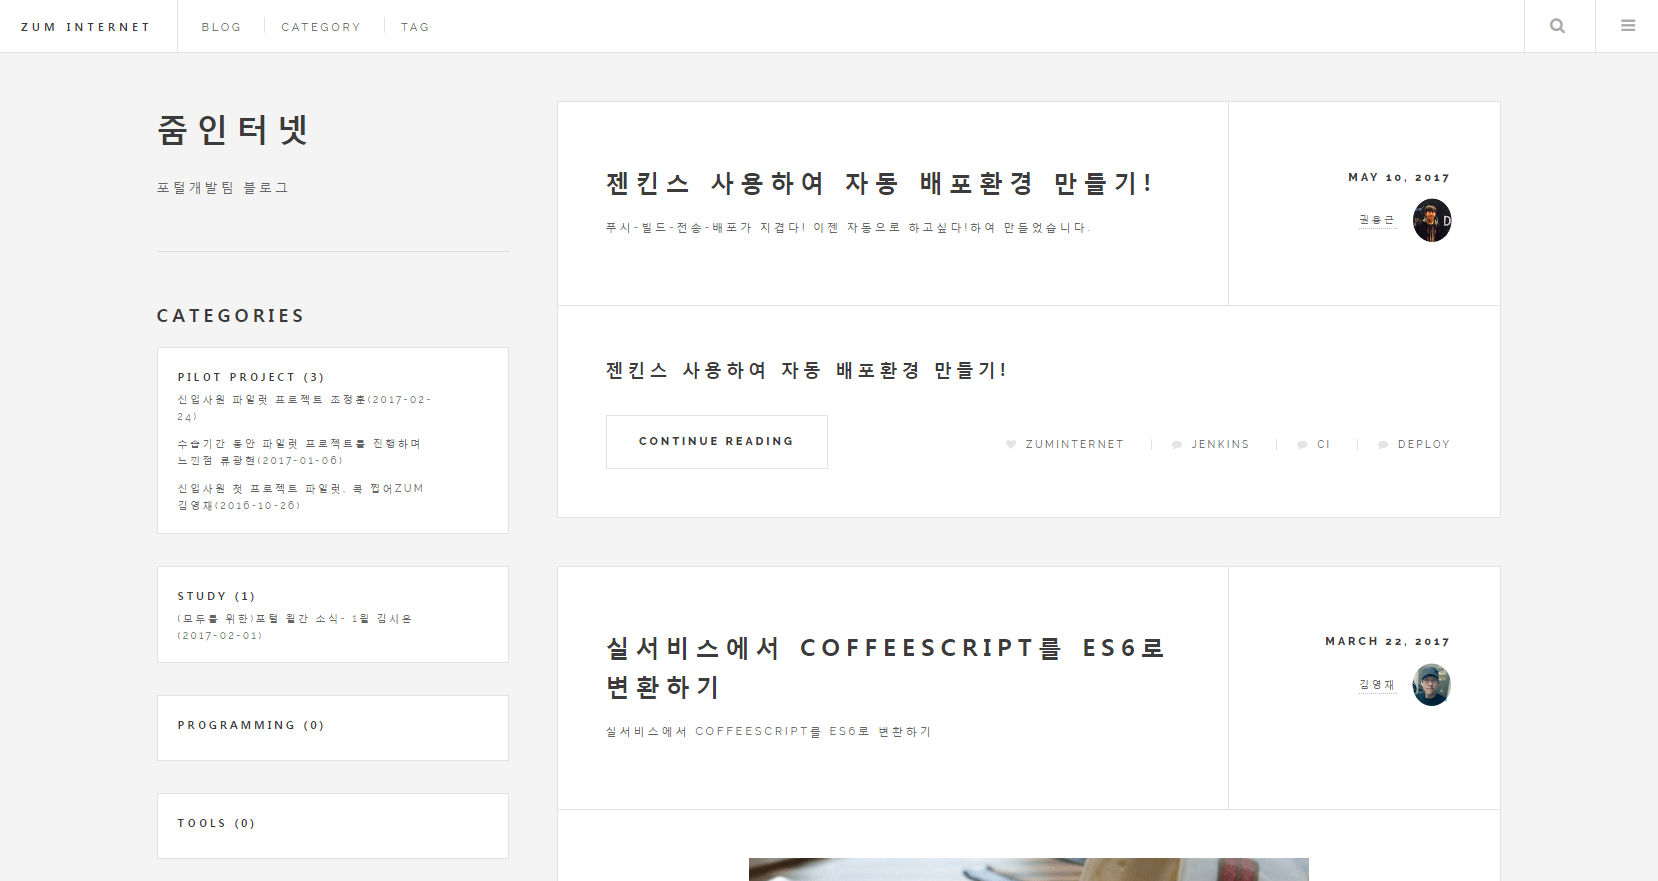 ZUM INTERNET
BLOG
CATEGORY
TAG
줌인터넷
포털개발팀 블로그
CATEGORIES
PILOT PROJECT (3)
신입사원 파일럿 프로젝트 조정훈(2017-02-
24)
수습기간 동안 파일럿 프로젝트를 진행하며
느낀점 류광현(2017-01-06)
신입사원 첫 프로젝트 파일럿, 콕 찝어ZUM
김영재(2016-10-26)
STUDY (1)
(모두를 위한)포털 월간 소식- 1월 김시은
(2017-02-01)
PROGRAMMING (0)
TOOLS (0)
젠킨스 사용하여 자동 배포환경 만들기!
푸시-빌드-전송-배포가 지겹다! 이젠 자동으로 하고싶다!하여 만들었습니다.
MAY 10, 2017
권용근
젠킨스 사용하여 자동 배포환경 만들기!
CONTINUE READING
ZUMINTERNET
JENKINS
CI
DEPLOY
실서비스에서 COFFEESCRIPT를 ES6로
변환하기
실서비스에서 COFFEESCRIPT를 ES6로 변환하기
MARCH 22, 2017
김영재